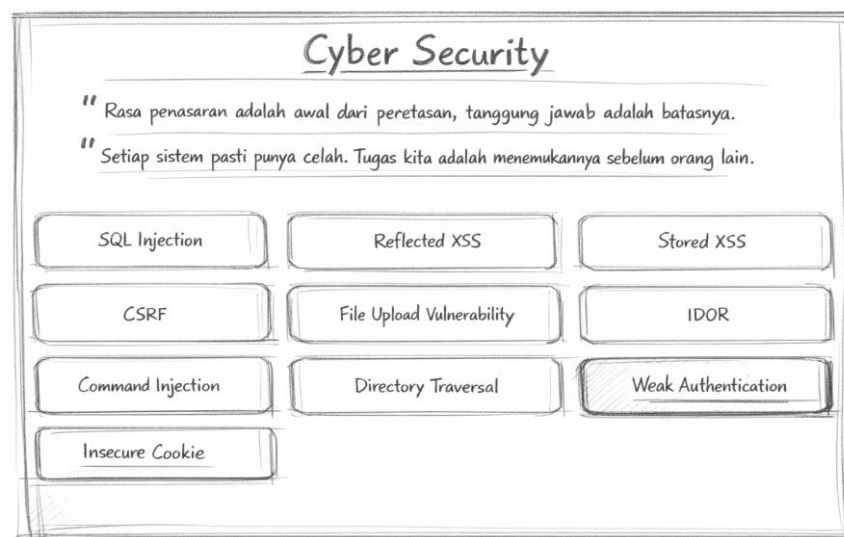 Cyber Security
" Rasa penasaran adalah awal dari peretasan, tanggung jawab adalah batasnya.
" Setiap sistem pasti punya celah. Tugas kita adalah menemukannya sebelum orang lain.
SQL Injection
Reflected XSS
Stored XSS
CSRF
File Upload Vulnerability
IDOR
Command Injection
Directory Traversal
Weak Authentication
Insecure Cookie